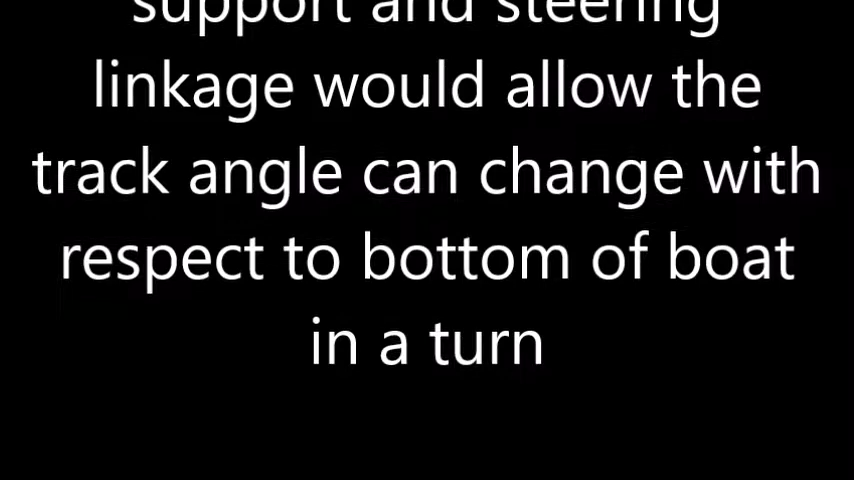 support and steering
linkage would allow the
track angle can change with
respect to bottom of boat
in a turn